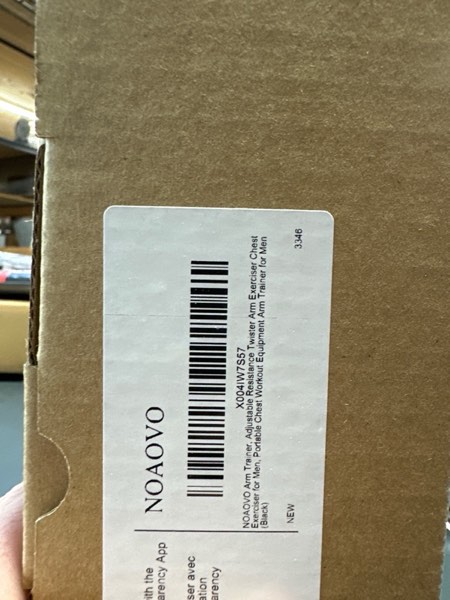 NOAOVO
X004IW7S57
NOAOVO Arm Trainer, Adjustable Resistance Twister Arm Exerciser Chest
Exerciser for Men, Portable Chest Workout Equipment Arm Trainer for Men
(Black)
NEW
3346
with the
arency App
ser avec
ation
arency